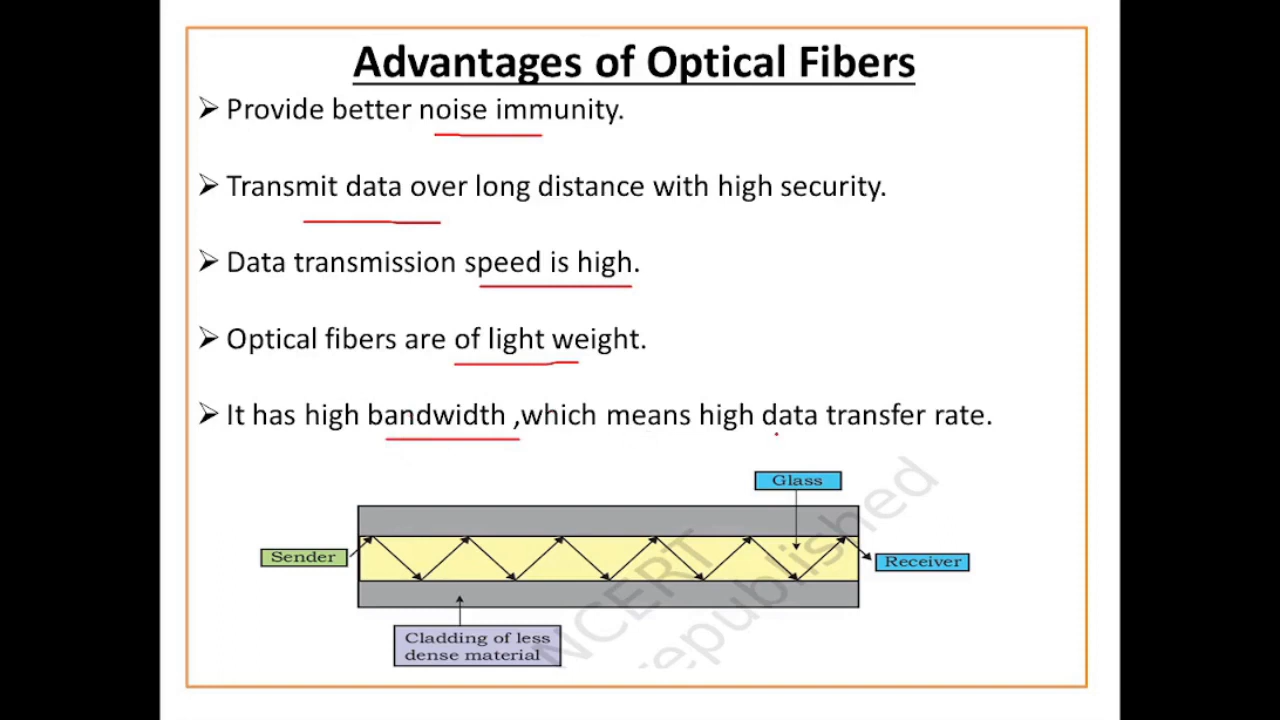 Advantages of Optical Fibers
➢ Provide better noise immunity.
➢ Transmit data over long distance with high security.
➢ Data transmission speed is high.
➢ Optical fibers are of light weight.
➢ It has high bandwidth ,which means high data transfer rate.
Glass
Sender
Receiver
Cladding of less
dense material
NCERT
republished